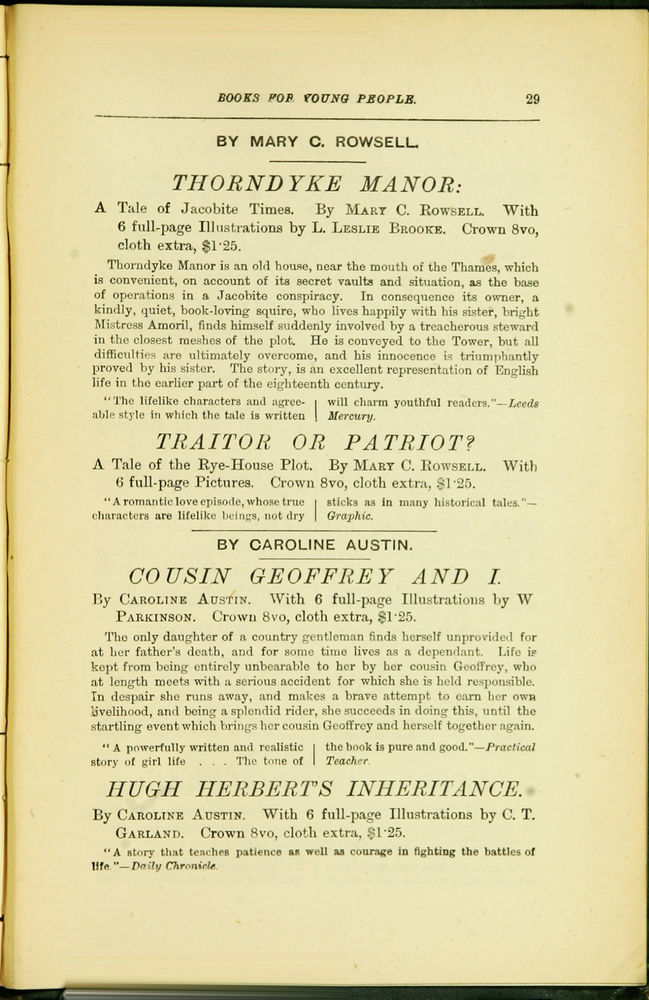 BOOKS FOR YOUNG PEOPLE. 29
BY MARY C. ROWSELL.
THORNDYKE MANOR:
A Tale of Jacobite Times. By MARY C. ROWSELL. With
6 full-page Illustrations by L. LESLIE BROOKE. Crown 8vo,
cloth extra, $1·25.
Thorndyke Manor is an old house, near the mouth of the Thames, which
is convenient, on account of its secret vaults and situation, as the base
of operations in a Jacobite conspiracy. In consequence its owner, a
kindly, quiet, book-loving squire, who lives happily with his sister, bright
Mistress Amoril, finds himself suddenly involved by a treacherous steward
in the closest meshes of the plot. He is conveyed to the Tower, but all
difficulties are ultimately overcome, and his innocence is triumphantly
proved by his sister. The story, is an excellent representation of English
life in the earlier part of the eighteenth century.
"The lifelike characters and agree-
able style in which the tale is written
will charm youthful readers."—Leeds
Mercury.
TRAITOR OR PATRIOT?
A Tale of the Rye-House Plot. By MARY C. ROWSELL. With
6 full-page Pictures. Crown 8vo, cloth extra, $1·25.
"A romantic love episode, whose true
characters are lifelike beings, not dry
sticks as in many historical tales."—
Graphic.
BY CAROLINE AUSTIN.
COUSIN GEOFFREY AND I.
By CAROLINE AUSTIN. With 6 full-page Illustrations by W
PARKINSON. Crown 8vo, cloth extra, $1·25.
The only daughter of a country gentleman finds herself unprovided for
at her father's death, and for some time lives as a dependant. Life is
kept from being entirely unbearable to her by her cousin Geoffrey, who
at length meets with a serious accident for which she is held responsible.
In despair she runs away, and makes a brave attempt to earn her own
livelihood, and being a splendid rider, she succeeds in doing this, until the
startling event which brings her cousin Geoffrey and herself together again.
"A powerfully written and realistic
story of girl life . . . The tone of
the book is pure and good."—Practical
Teacher.
HUGH HERBERT'S INHERITANCE.
By CAROLINE AUSTIN. With 6 full-page Illustrations by C. T.
GARLAND. Crown 8vo, cloth extra, $1·25.
"A story that teaches patience as well as courage in fighting the battles of
life."—Daily Chronicle.